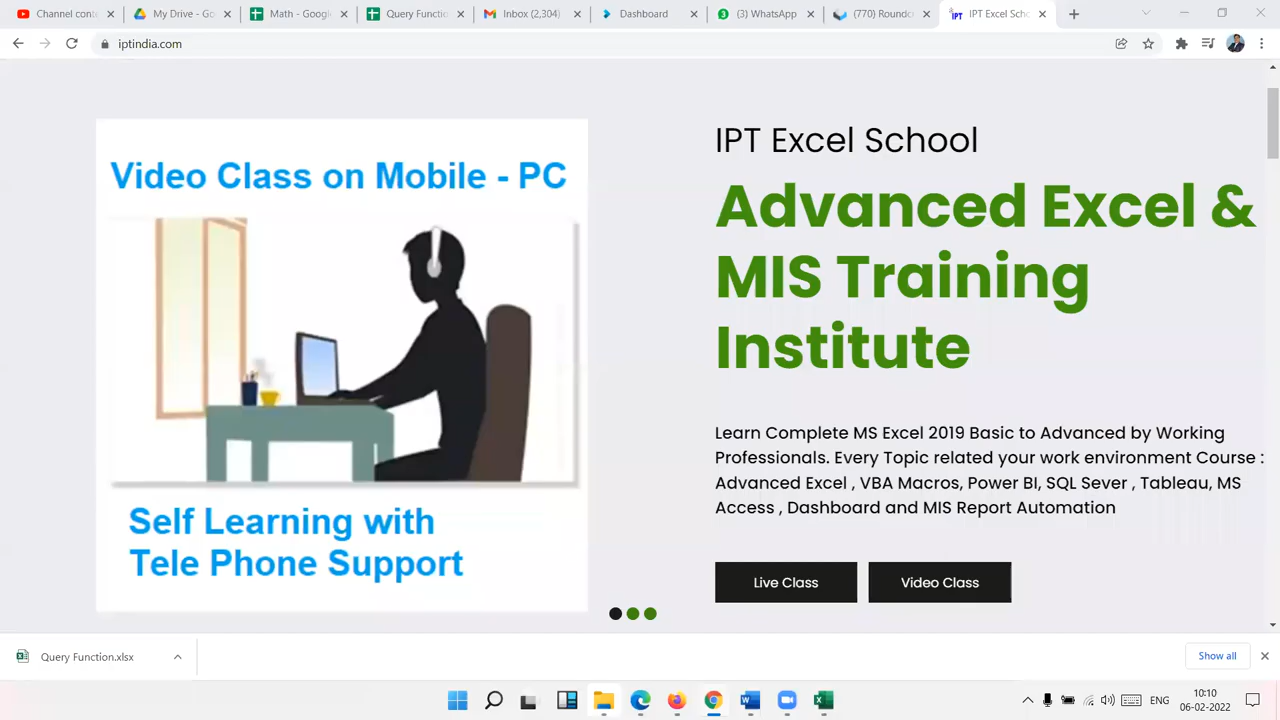 Channel cont
My Drive - Go
Math - Google
Query Functio
Inbox (2,304)
Dashboard
(3) WhatsApp
(770) Roundc
IPT Excel Scho
iptindia.com
Video Class on Mobile - PC
Self Learning with
Tele Phone Support
IPT Excel School
Advanced Excel &
MIS Training
Institute
Learn Complete MS Excel 2019 Basic to Advanced by Working
Professionals. Every Topic related your work environment Course :
Advanced Excel , VBA Macros, Power BI, SQL Sever , Tableau, MS
Access , Dashboard and MIS Report Automation
Live Class
Video Class
Query Function.xlsx
Show all
ENG
10:10
06-02-2022